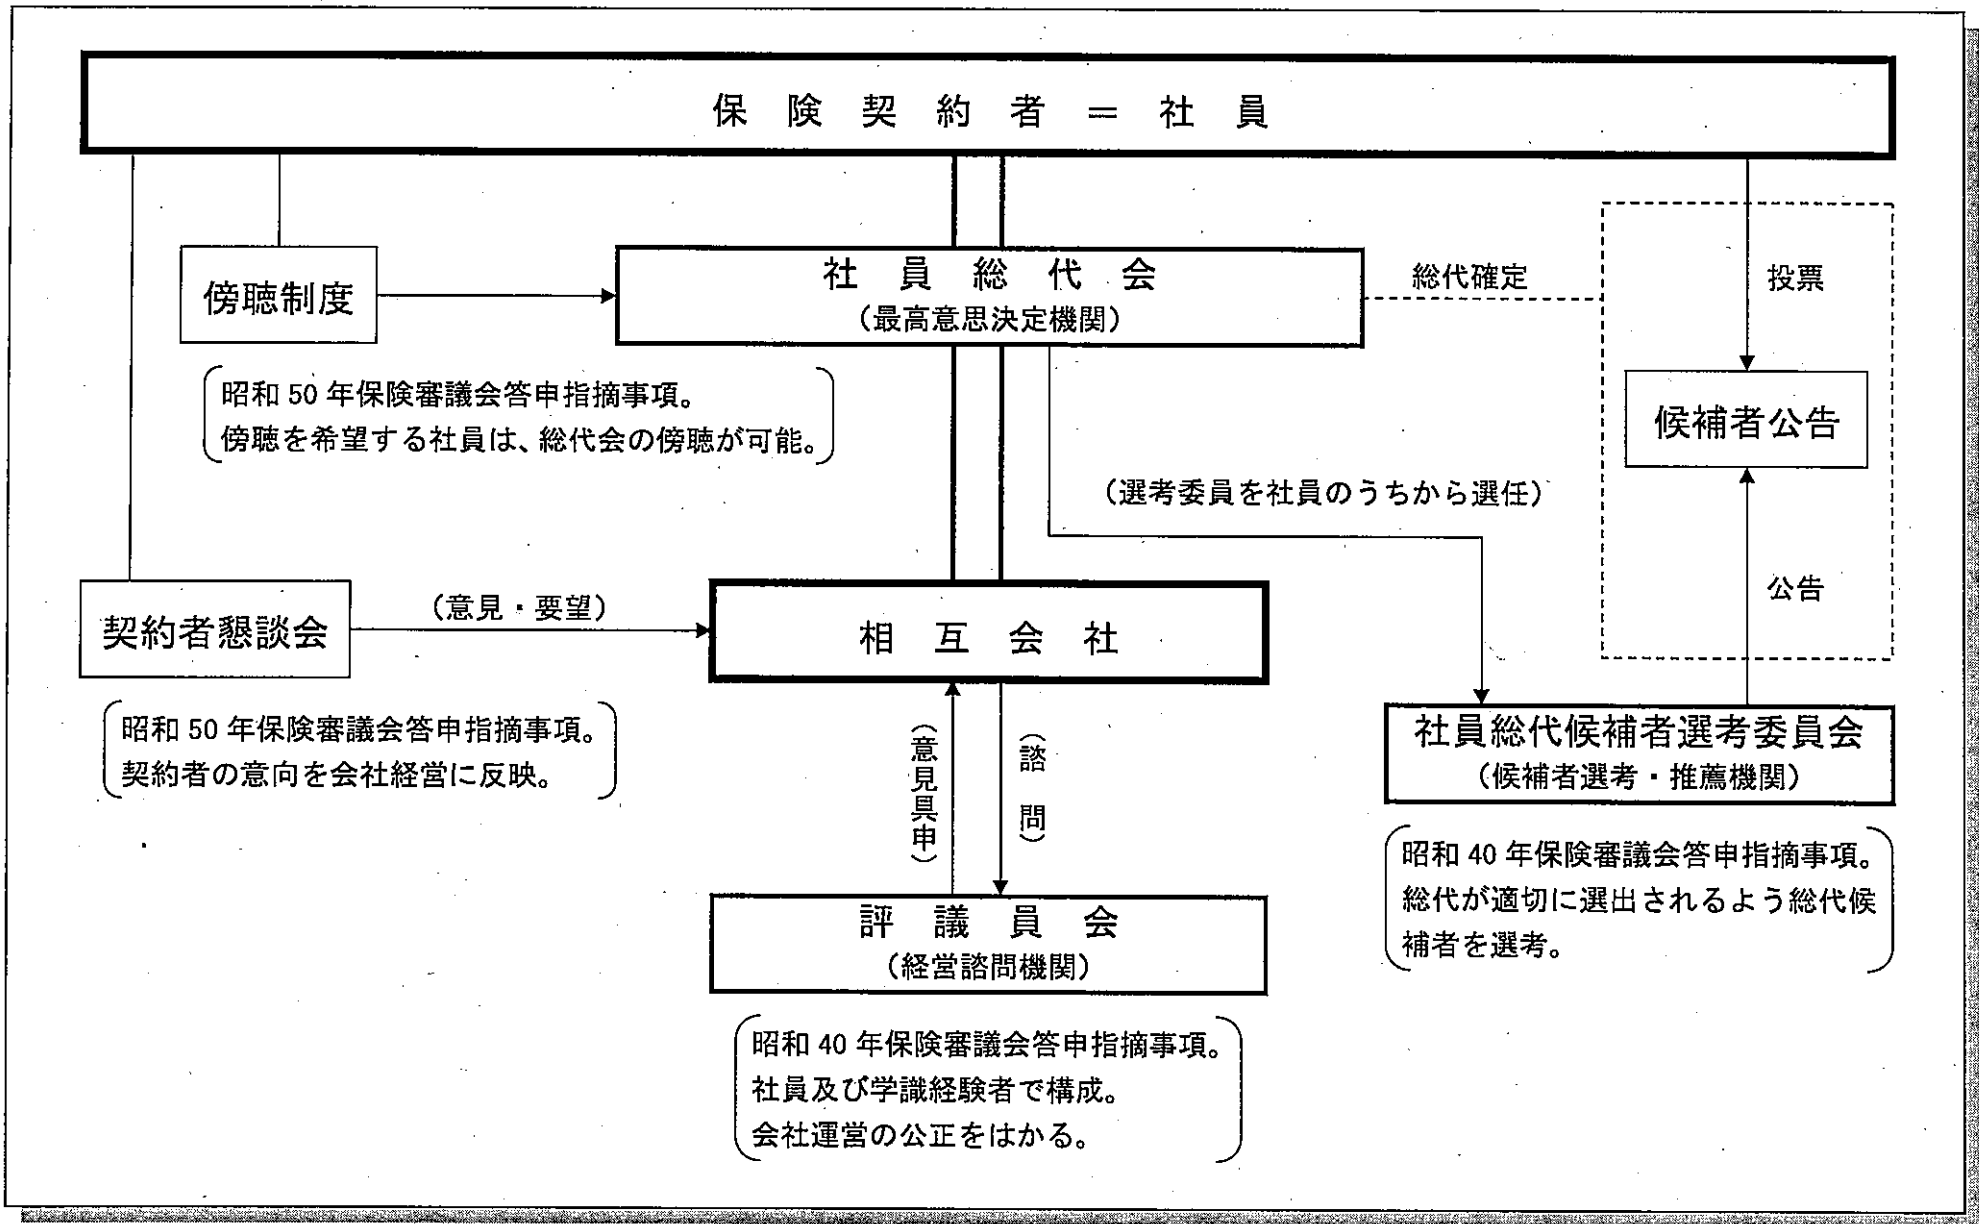 保険契約者＝社員
傍聴制度
社員総代会
（最高意思決定機関）
総代確定
投票
昭和50年保険審議会答申指摘事項。
傍聴を希望する社員は、総代会の傍聴が可能。
候補者公告
（選考委員を社員のうちから選任）
公告
契約者懇談会
（意見・要望）
相互会社
昭和50年保険審議会答申指摘事項。
契約者の意向を会社経営に反映。
（意見具申）
（諮問）
社員総代候補者選考委員会
（候補者選考・推薦機関）
昭和40年保険審議会答申指摘事項。
総代が適切に選出されるよう総代候
補者を選考。
評議員会
（経営諮問機関）
昭和40年保険審議会答申指摘事項。
社員及び学識経験者で構成。
会社運営の公正をはかる。